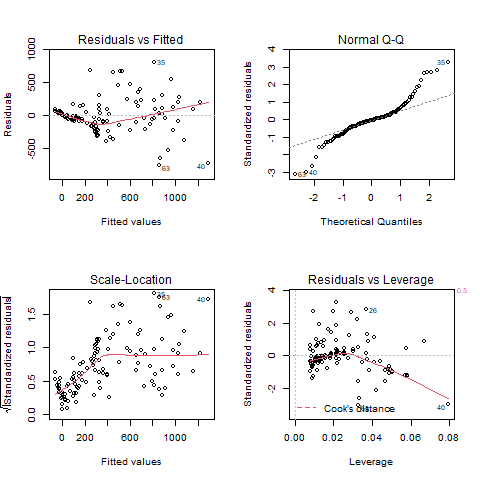 Residuals vs Fitted
Residuals
1000
500
0
-500
35
63
40
0 200 600 1000
Fitted values
Normal Q-Q
Standardized residuals
4
3
2
1
0
-1
-3
35
63
40
-2 -1 0 1 2
Theoretical Quantiles
Scale-Location
√|Standardized residuals|
1.5
1.0
0.5
0.0
35
63
40
0 200 600 1000
Fitted values
Residuals vs Leverage
Standardized residuals
4
2
0
-2
0.5
26
40
Cook's distance
0.00 0.02 0.04 0.06 0.08
Leverage